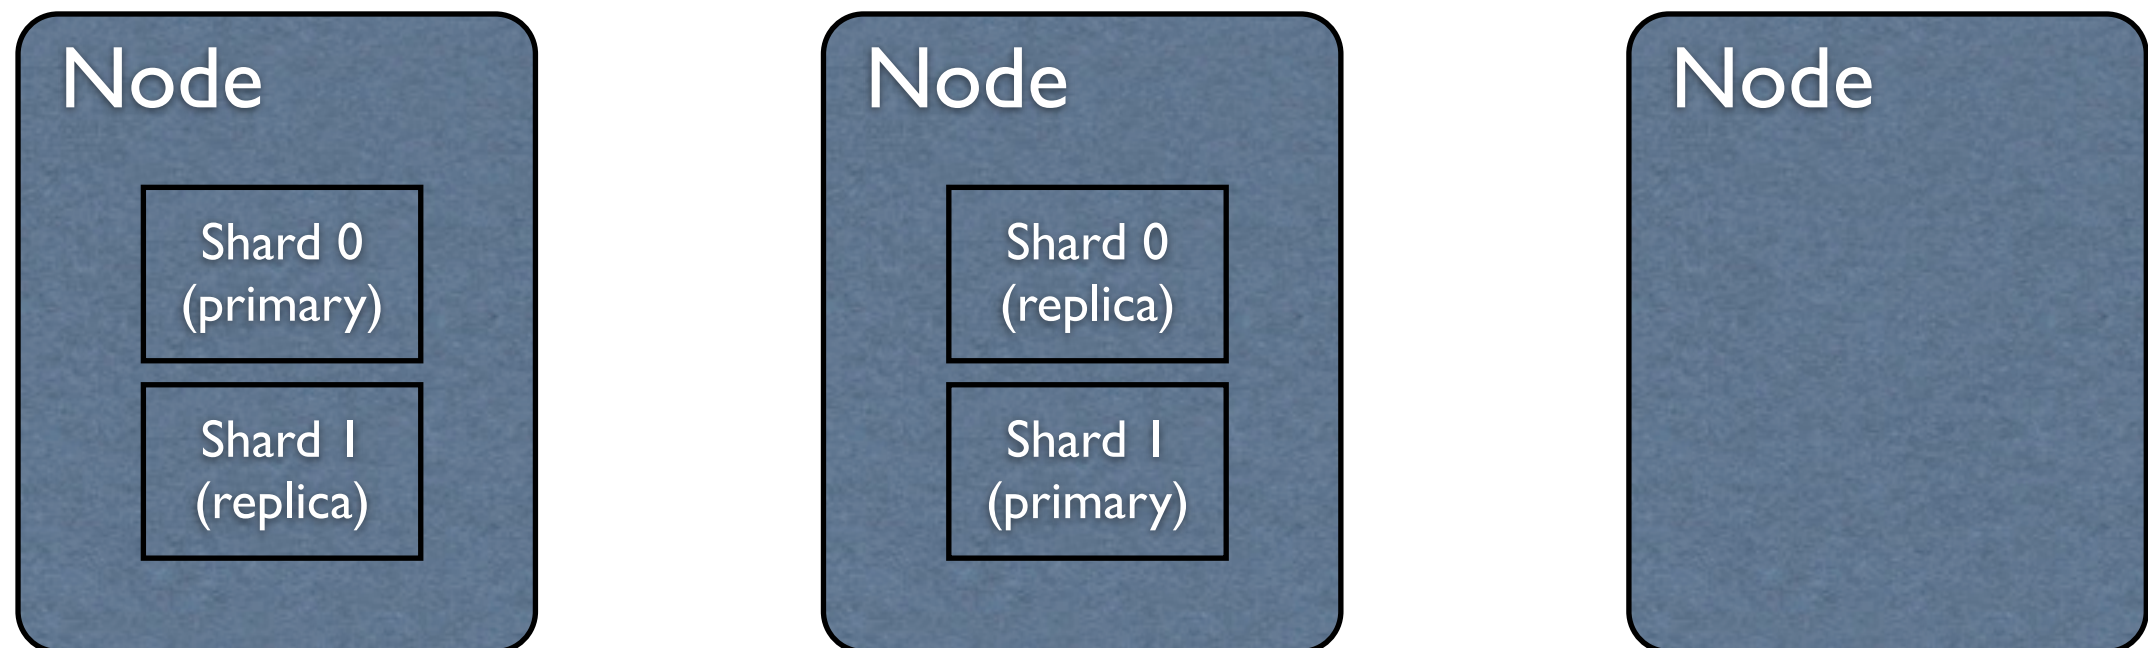 Node
Shard 0
(primary)
Shard 1
(replica)
Node
Shard 0
(replica)
Shard 1
(primary)
Node